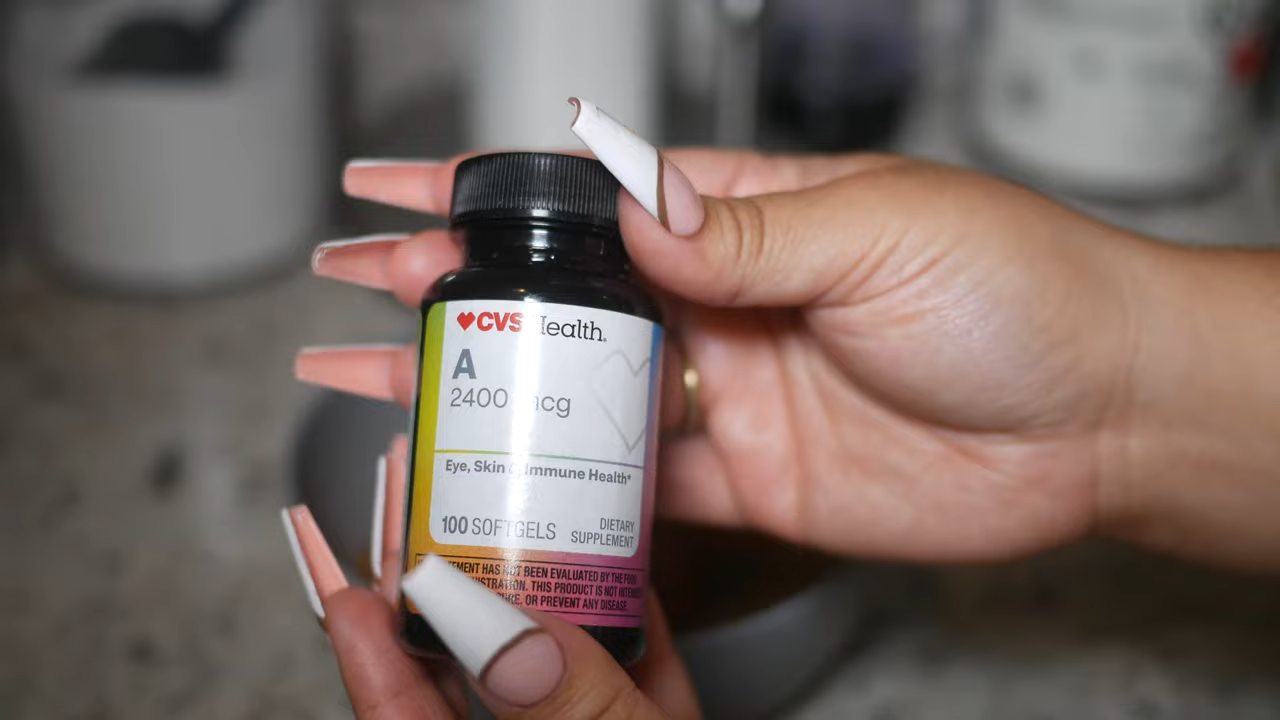 CVS Health.
A
2400 mcg
Eye, Skin & Immune Health*
100 SOFTGELS
DIETARY
SUPPLEMENT
HAS NOT BEEN EVALUATED BY THE FOOD
THIS PRODUCT IS NOT
OR PREVENT ANY DISEASE.